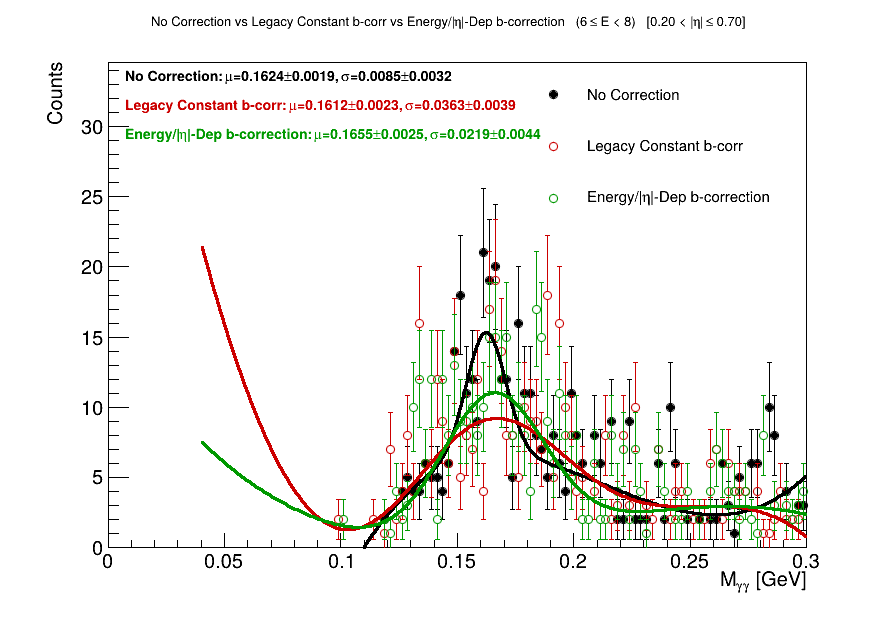 No Correction vs Legacy Constant b-corr vs Energy/|η|-Dep b-correction (6 ≤ E < 8) [0.20 < |η| ≤ 0.70]
Counts
No Correction: μ=0.1624±0.0019, σ=0.0085±0.0032
Legacy Constant b-corr: μ=0.1612±0.0023, σ=0.0363±0.0039
Energy/|η|-Dep b-correction: μ=0.1655±0.0025, σ=0.0219±0.0044
No Correction
Legacy Constant b-corr
Energy/|η|-Dep b-correction
30
25
20
15
10
5
0
0 0.05 0.1 0.15 0.2 0.25 0.3
Mγγ [GeV]